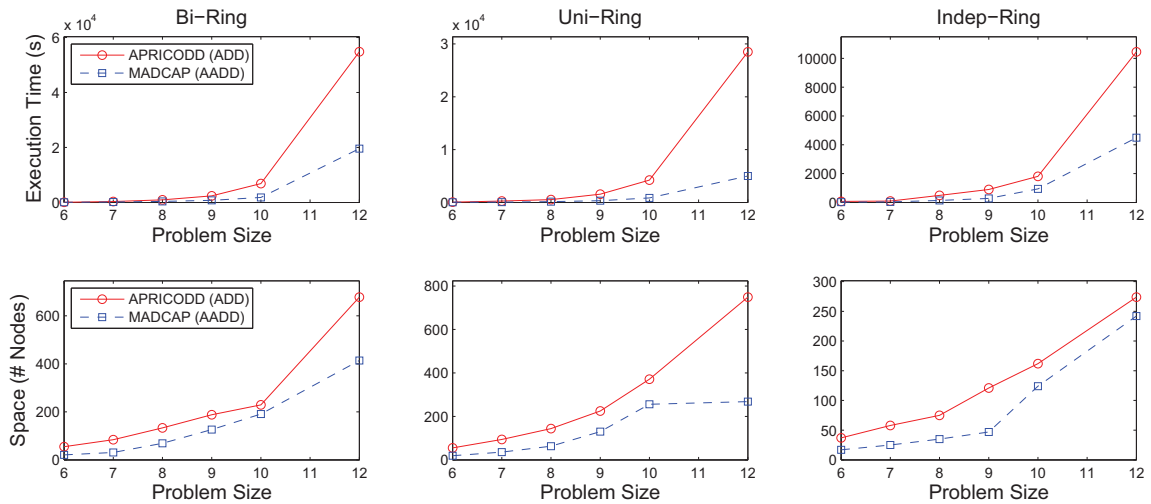 Bi−Ring
Uni−Ring
Indep−Ring
x 10^4
x 10^4
Execution Time (s)
6
4
2
0
APRICODD (ADD)
MADCAP (AADD)
6 7 8 9 10 11 12
Problem Size
3
2
1
0
6 7 8 9 10 11 12
Problem Size
10000
8000
6000
4000
2000
0
6 7 8 9 10 11 12
Problem Size
Space (# Nodes)
600
400
200
0
APRICODD (ADD)
MADCAP (AADD)
6 7 8 9 10 11 12
Problem Size
800
600
400
200
0
6 7 8 9 10 11 12
Problem Size
300
250
200
150
100
50
0
6 7 8 9 10 11 12
Problem Size